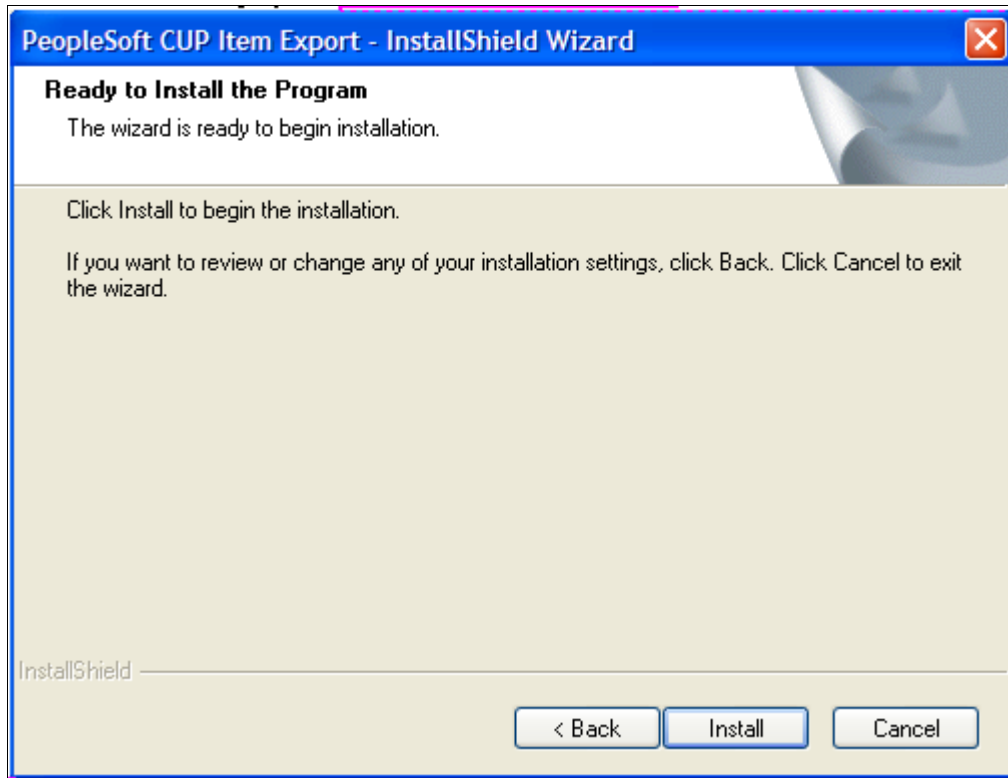 PeopleSoft CUP Item Export - InstallShield Wizard
Ready to Install the Program
The wizard is ready to begin installation.
Click Install to begin the installation.
If you want to review or change any of your installation settings, click Back. Click Cancel to exit
the wizard.
InstallShield
< Back
Install
Cancel